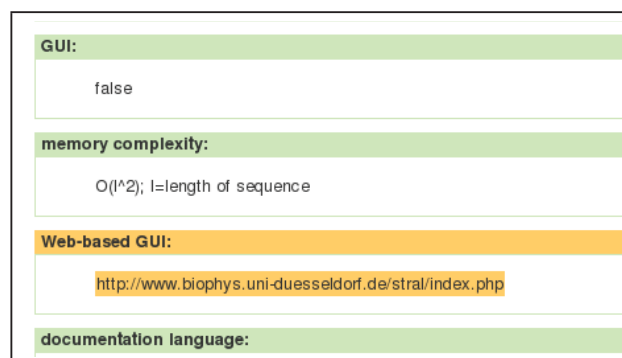 GUI:
false
memory complexity:
O(l^2); l=length of sequence
Web-based GUI:
http://www.biophys.uni-duesseldorf.de/stral/index.php
documentation language: